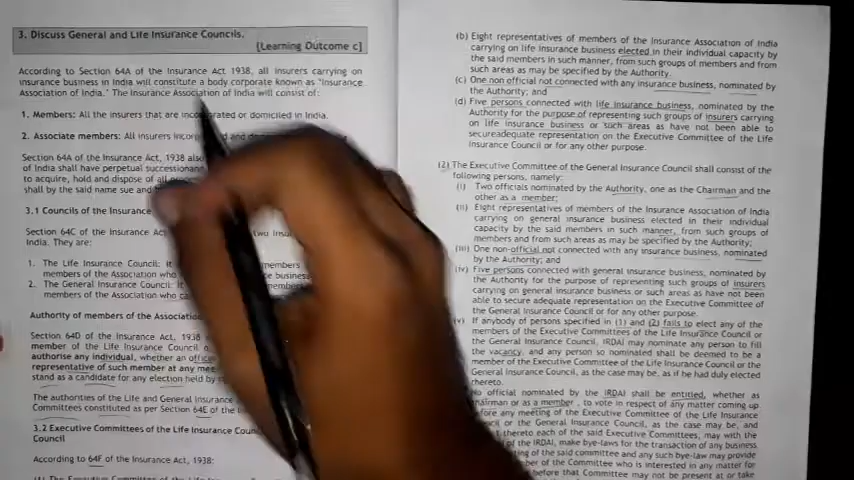 3. Discuss General and Life Insurance Councils.
[Learning Outcome c]
According to Section 64A of the Insurance Act 1938, all insurers carrying on
insurance business in India will constitute a body corporate known as "Insurance
Association of India." The Insurance Association of India will consist of:
1. Members: All the insurers that are incorporated or domiciled in India.
2. Associate members: All insurers
Section 64A of the Insurance Act, 1938
of India shall have perpetual
to acquire, hold and dispose of all
shall by the said name sue and
3.1 Councils of the Insurance
Section 64C of the Insurance
India. They are:
1. The Life Insurance Council: It members
members of the Association who business
2. The General Insurance Council: It
members of the Association who
Authority of members of the Association
Section 64D of the Insurance Act, 1938
member of the Life Insurance Council
authorise any individual, whether an
representative of such member at any
stand as a candidate for any election held by
The authorities of the Life and General Insurance
Committees constituted as per Section 64E of the
3.2 Executive Committees of the Life Insurance
Council
According to 64F of the Insurance Act, 1938:
(b) Eight representatives of members of the Insurance Association of India
carrying on life insurance business elected in their individual capacity by
the said members in such manner, from such groups of members and from
such areas as may be specified by the Authority.
(c) One non official not connected with any insurance business, nominated by
the Authority; and
(d) Five persons connected with life insurance business, nominated by the
Authority for the purpose of representing such groups of insurers carrying
on life insurance business or such areas as have not been able to
secureadequate representation on the Executive Committee of the Life
Insurance Council or for any other purpose.
(2) The Executive Committee of the General Insurance Council shall consist of the
following persons, namely:
(i) Two officials nominated by the Authority, one as the Chairman and the
other as a member;
(ii) Eight representatives of members of the Insurance Association of India
carrying on general insurance business elected in their individual
capacity by the said members in such manner, from such groups of
members and from such areas as may be specified by the Authority;
(iii) One non-official not connected with any insurance business, nominated
by the Authority; and
(iv) Five persons connected with general insurance business, nominated by
the Authority for the purpose of representing such groups of insurers
carrying on general insurance business or such areas as have not been
able to secure adequate representation on the Executive Committee of
the General Insurance Council or for any other purpose.
(v) If anybody of persons specified in (1) and (2) fails to elect any of the
members of the Executive Committees of the Life Insurance Council or
the General Insurance Council, IRDAI may nominate any person to fill
the vacancy, and any person so nominated shall be deemed to be a
member of the Executive Committee of the Life Insurance Council or the
General Insurance Council, as the case may be, as if he had duly elected
thereto.
official nominated by the IRDAI shall be entitled, whether as
or as a member, to vote in respect of any matter coming up
any meeting of the Executive Committee of the Life Insurance
or the General Insurance Council, as the case may be, and
thereto each of the said Executive Committees, may with the
of the IRDAI, make bye-laws for the transaction of any business
of the said committee and any such bye-law may provide
of the Committee who is interested in any matter for
before that Committee may not be present at or take